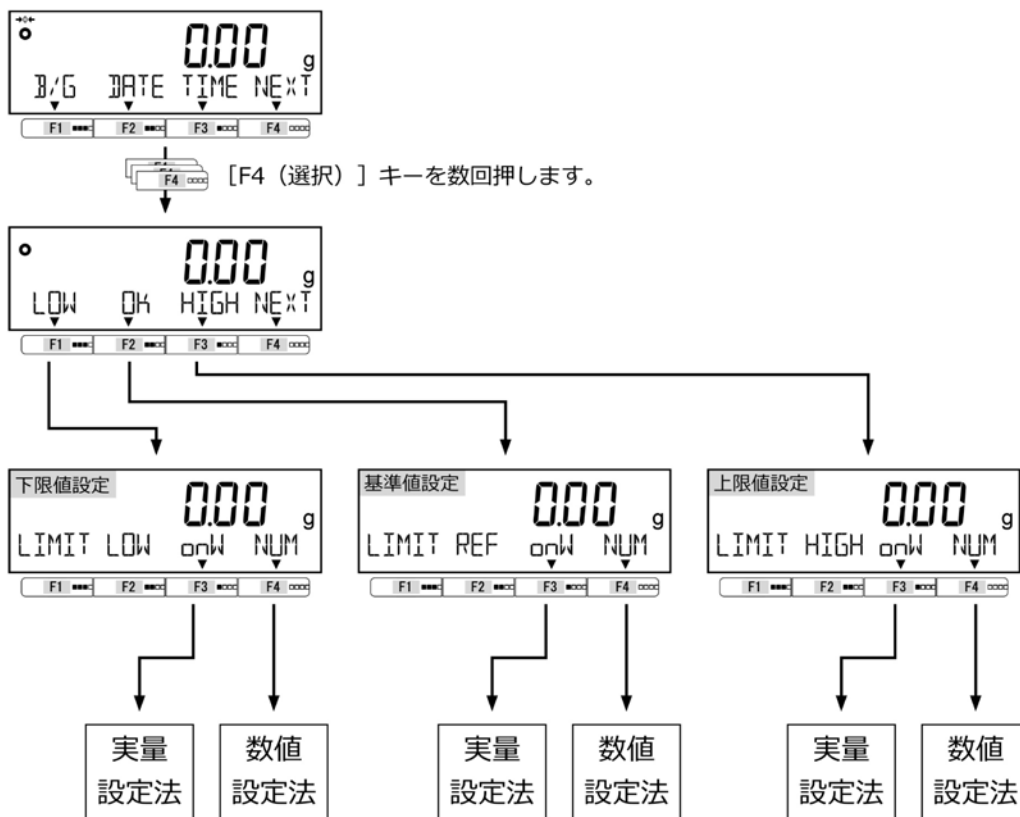 →0←
0.00 g
B/G DATE TIME NEXT
F1 F2 F3 F4
F4
[F4（選択）] キーを数回押します。
0.00 g
LOW OK HIGH NEXT
F1 F2 F3 F4
下限値設定
0.00 g
LIMIT LOW onW NUM
F1 F2 F3 F4
実量
設定法
数値
設定法
基準値設定
0.00 g
LIMIT REF onW NUM
F1 F2 F3 F4
実量
設定法
数値
設定法
上限値設定
0.00 g
LIMIT HIGH onW NUM
F1 F2 F3 F4
実量
設定法
数値
設定法